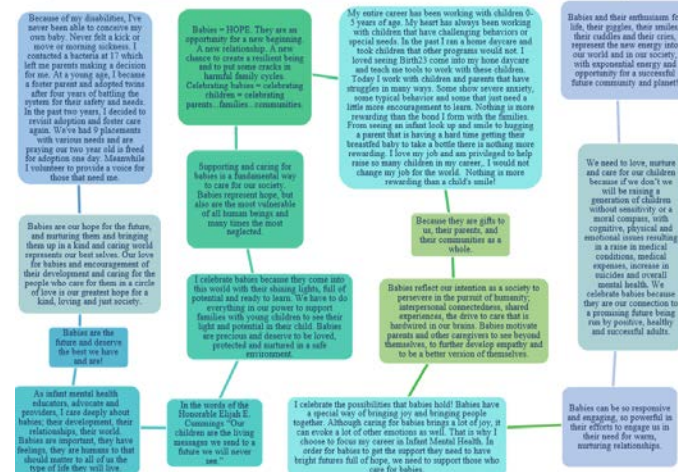 Because of my disabilities, I've
never been able to conceive my
own baby. Never felt a kick or
move or morning sickness. I
contacted a bacteria at 17 which
left me parents making a decision
for me. At a young age, I became
a foster parent and adopted twins
after four years of battling the
system for their safety and needs.
In the past two years, I decided to
revisit adoption and foster care
again. We've had 9 placements
with various needs and are
praying our two year old is freed
for adoption one day. Meanwhile
I volunteer to provide a voice for
those that need me.
Babies are our hope for the future,
and nurturing them and bringing
them up in a kind and caring world
represents our best selves. Our love
for babies and encouragement of
their development and caring for the
people who care for them in a circle
of love is our greatest hope for a
kind, loving and just society.
Babies are the
future and deserve
the best we have
and are!
As infant mental health
educators, advocate and
providers, I care deeply about
babies; their development, their
relationships, their world.
Babies are important, they have
feelings, they are humans to that
should matter to all of us the
type of life they will live.
In the words of the
Honorable Elijah E.
Cummings "Our children
are the living
messages we send to a
future we will never
see."
I celebrate babies because they come into
this world with their shining lights, full
of potential and ready to learn. We have to do
everything in our power to support
families with young children to see their
light and potential in their child. Babies
are precious and deserve to be loved,
protected and nurtured in a safe
environment.
Supporting and caring for
babies is a fundamental way
to care for our society.
Babies represent hope, but
also are the most vulnerable
of all human beings and
many times the most
neglected.
Babies = HOPE. They are an
opportunity for a new beginning.
A new relationship. A new
chance to create a resilient being
and to put some cracks in
harmful family cycles.
Celebrating babies = celebrating
children = celebrating
parents.. families.. communities.
My entire career has been working with children 0-
5 years of age. My heart has always been working
with children that have challenging behaviors or
special needs. In the past I ran a home daycare and
took children that other programs would not. I
loved seeing Birth23 come into my home daycare
and teach me tools to work with these children.
Today I work with children and parents that have
struggles in many ways. Some show severe anxiety,
some typical behavior and some that just need a
little more encouragement to learn. Nothing is more
rewarding than the bond I form with the families.
From seeing an infant look up and smile to hugging
a parent that is having a hard time getting their
breastfed baby to take a bottle there is nothing more
rewarding. I love my job and am privileged to help
raise so many children in my career,. I would not
change my job for the world. Nothing is more
rewarding than a child's smile!
Because they are gifts to
us, their parents, and
their communities as a
whole.
Babies reflect our intention as a society to
persevere in the pursuit of humanity;
interpersonal connectedness, shared
experiences, the drive to care that is
hardwired in our brains. Babies motivate
parents and other caregivers to see beyond
themselves, to further develop empathy and
to be a better version of themselves.
I celebrate the possibilities that babies hold! Babies have
a special way of bringing joy and bringing people
together. Although caring for babies brings a lot of joy, it
can evoke a lot of other emotions as well. That is why I
choose to focus my career in Infant Mental Health. In
order for babies to get the support they need to have
bright futures full of hope, we need to support those who
care for babies.
Babies can be so responsive
and engaging, so powerful in
their efforts to engage us in
their need for warm,
nurturing relationships.
We need to love, nurture
and care for our children
because if we don't we
will be raising a
generation of children
without sensitivity or a
moral compass, with
cognitive, physical and
emotional issues resulting
in a raise in medical
conditions, medical
expenses, increase in
suicides and overall
mental health. We
celebrate babies because
they are our connection to
a promising future being
run by positive, healthy
and successful adults.
Babies and their enthusiasm for
life, their giggles, their smiles,
their cuddles and their cries,
represent the new energy into
our world and in our society,
with exponential energy and
opportunity for a successful
future community and planet!